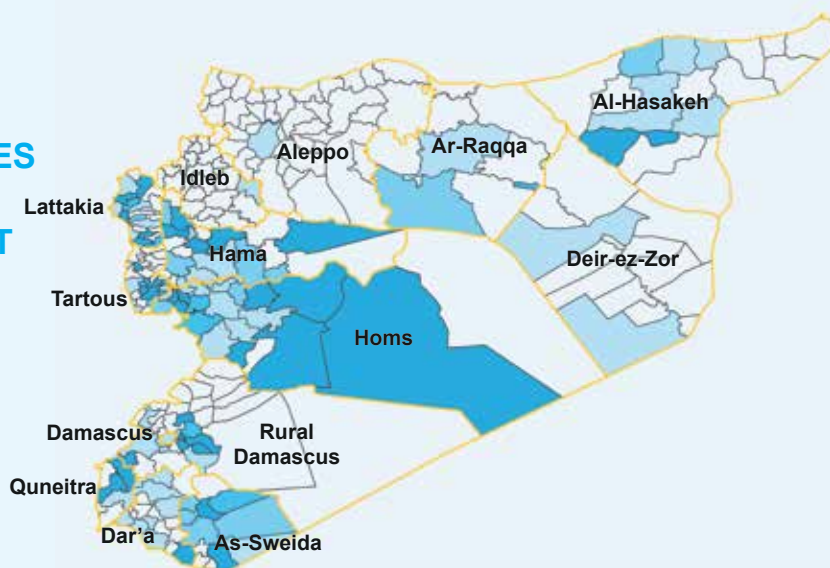 ES
T
Al-Hasakeh
Ar-Raqqa
Aleppo
Idleb
Lattakia
Hama
Deir-ez-Zor
Tartous
Homs
Damascus
Rural
Damascus
Quneitra
Dar'a
As-Sweida